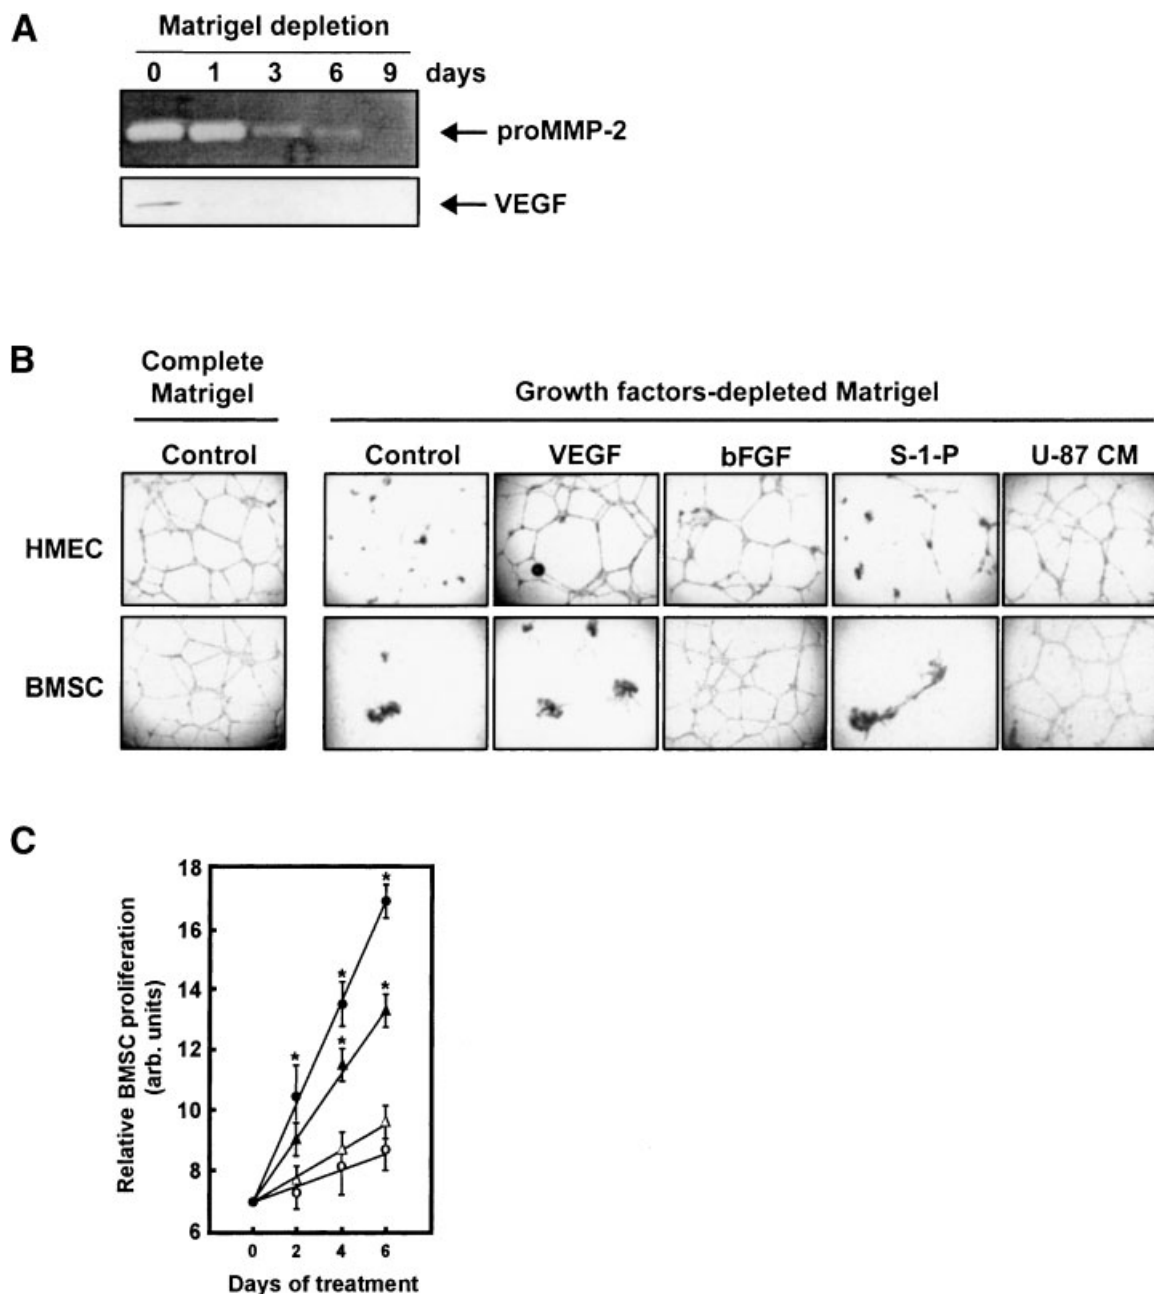 A
Matrigel depletion
0 1 3 6 9 days
proMMP-2
VEGF
B
Complete
Matrigel
Growth factors-depleted Matrigel
Control Control VEGF bFGF S-1-P U-87 CM
HMEC
BMSC
C
Relative BMSC proliferation
(arb. units)
18
16
14
12
10
8
6
* * * * *
0 2 4 6
Days of treatment